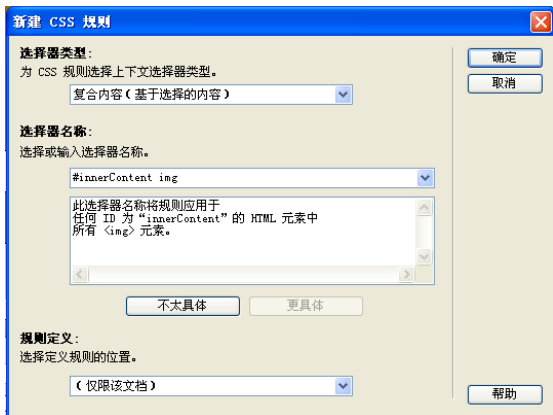 新建 CSS 规则
选择器类型:
为 CSS 规则选择上下文选择器类型。
复合内容(基于选择的内容)
确定
取消
选择器名称:
选择或输入选择器名称。
#innerContent img
此选择器名称将规则应用于
任何 ID 为“innerContent”的 HTML 元素中
所有 <img> 元素。
不太具体
更具体
规则定义:
选择定义规则的位置。
(仅限该文档)
帮助